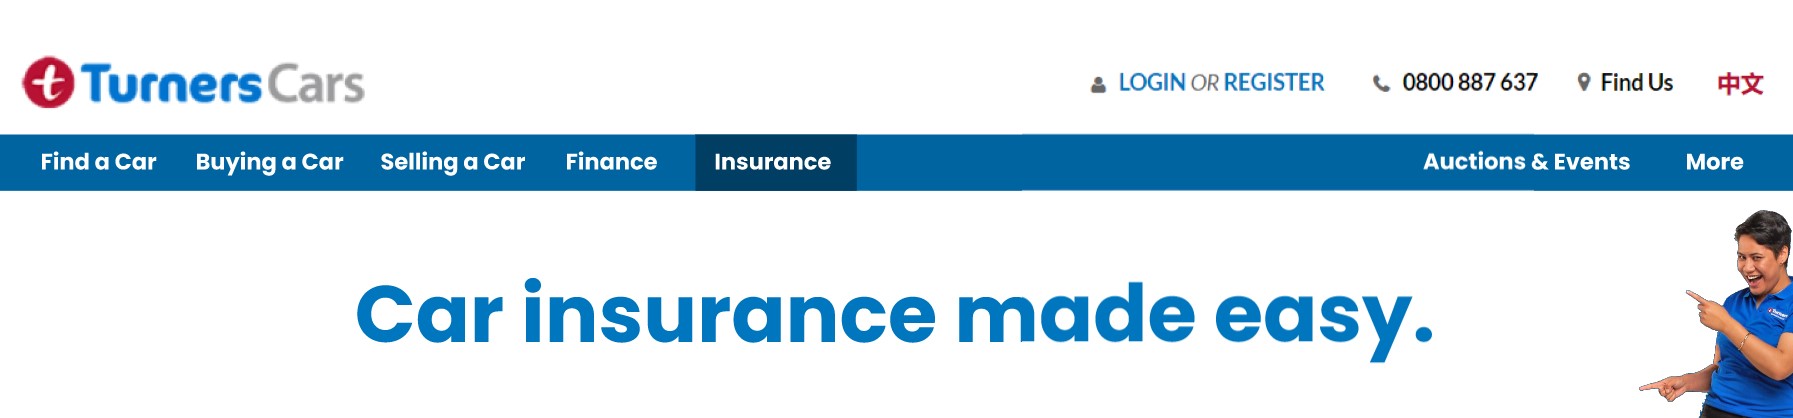 Turners Cars
LOGIN OR REGISTER
0800 887 637
Find Us
中文
Find a Car
Buying a Car
Selling a Car
Finance
Insurance
Auctions & Events
More
Car insurance made easy.